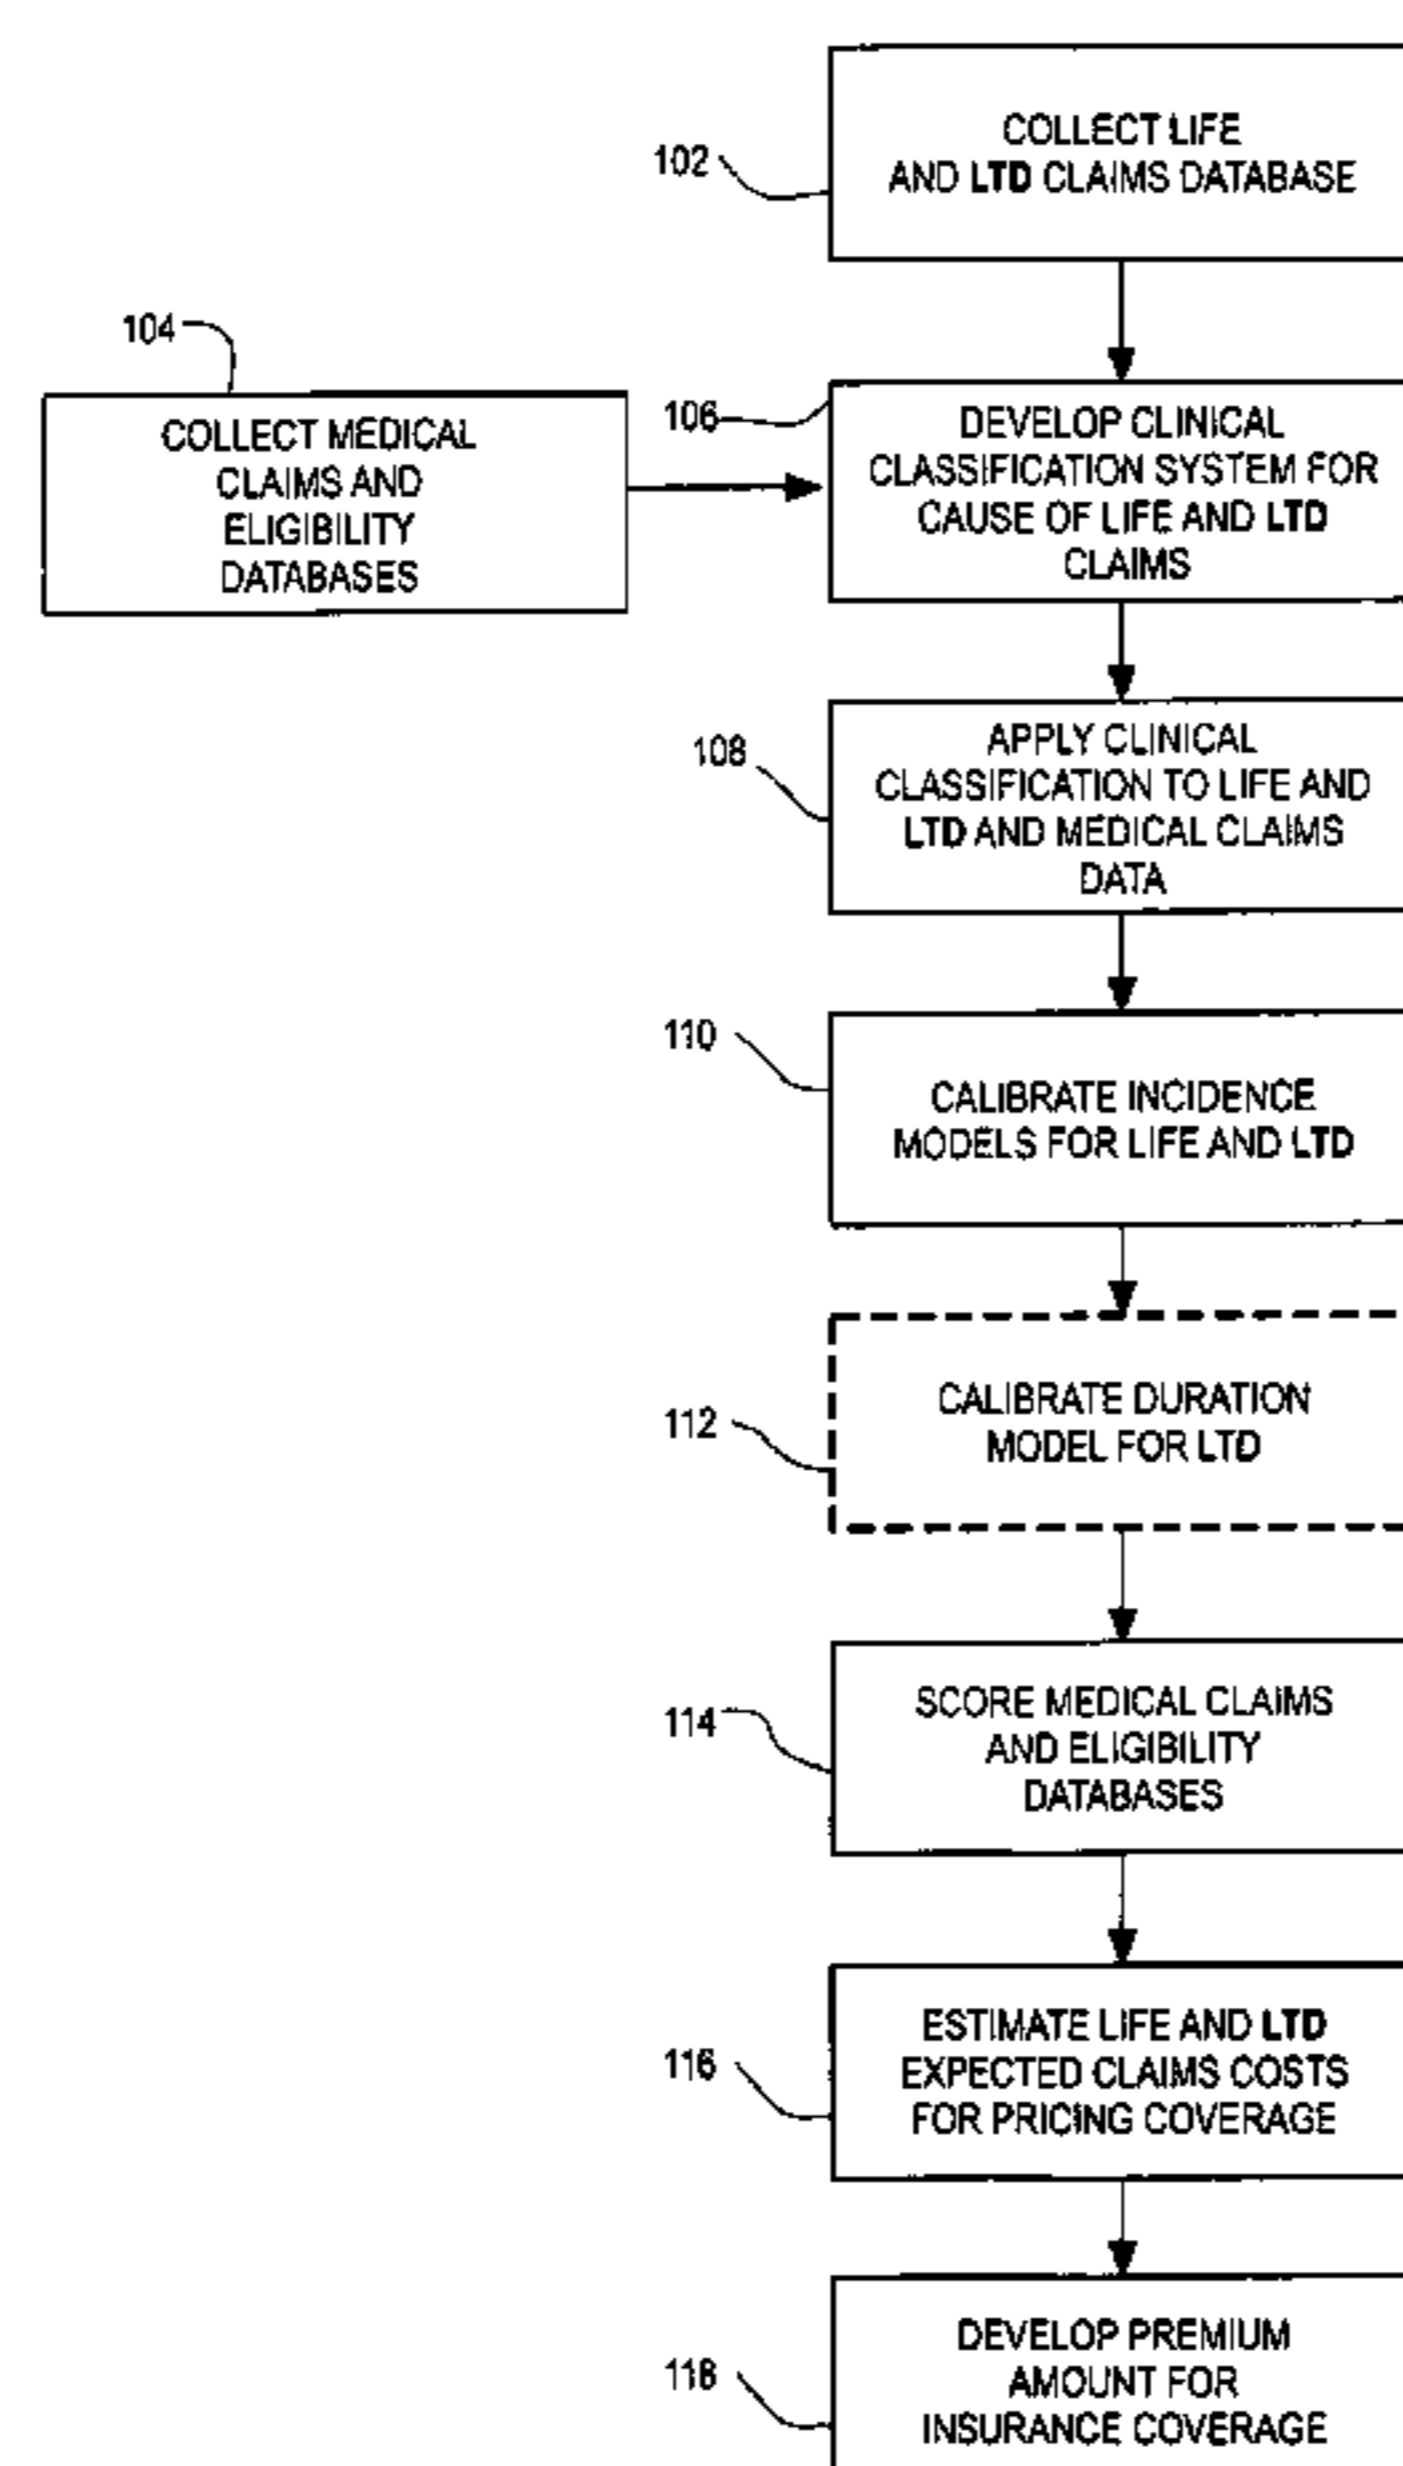 102
COLLECT LIFE
AND LTD CLAIMS DATABASE
104
COLLECT MEDICAL
CLAIMS AND
ELIGIBILITY
DATABASES
106
DEVELOP CLINICAL
CLASSIFICATION SYSTEM FOR
CAUSE OF LIFE AND LTD
CLAIMS
108
APPLY CLINICAL
CLASSIFICATION TO LIFE AND
LTD AND MEDICAL CLAIMS
DATA
110
CALIBRATE INCIDENCE
MODELS FOR LIFE AND LTD
112
CALIBRATE DURATION
MODEL FOR LTD
114
SCORE MEDICAL CLAIMS
AND ELIGIBILITY
DATABASES
116
ESTIMATE LIFE AND LTD
EXPECTED CLAIMS COSTS
FOR PRICING COVERAGE
118
DEVELOP PREMIUM
AMOUNT FOR
INSURANCE COVERAGE